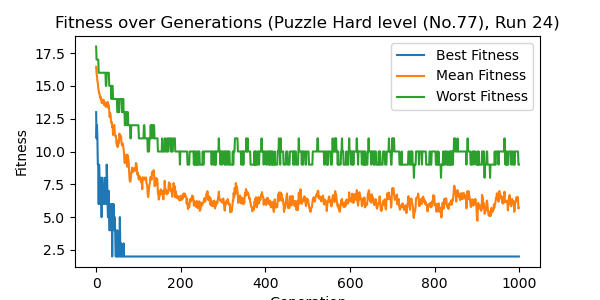 Fitness over Generations (Puzzle Hard level (No.77), Run 24)
Best Fitness
Mean Fitness
Worst Fitness
Fitness
17.5
15.0
12.5
10.0
7.5
5.0
2.5
0 200 400 600 800 1000
Generation